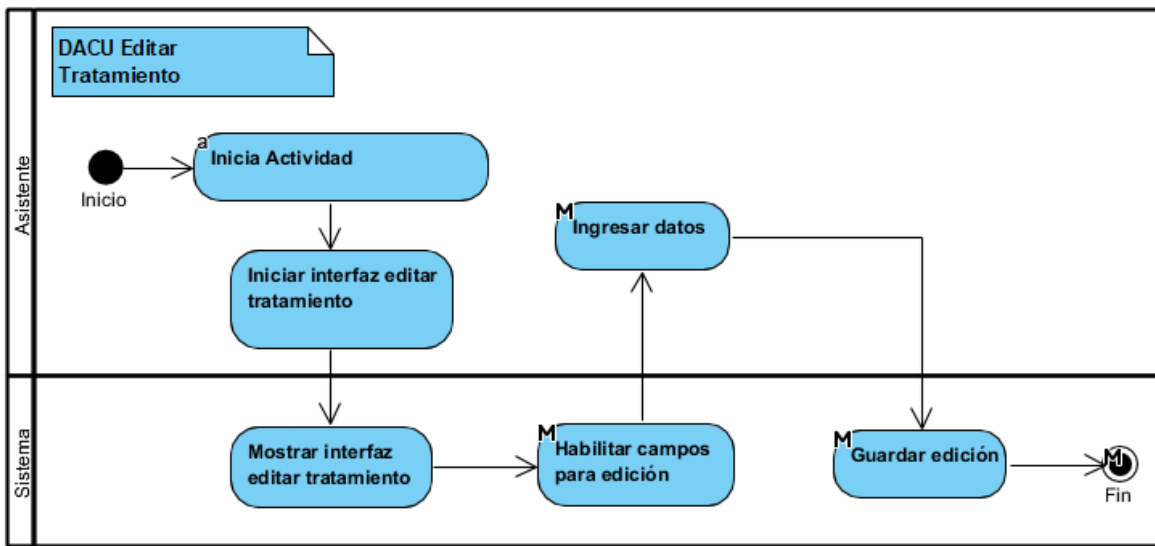 DACU Editar
Tratamiento
Asistente
a
Inicia Actividad
Inicio
Iniciar interfaz editar
tratamiento
M
Ingresar datos
Sistema
Mostrar interfaz
editar tratamiento
M
Habilitar campos
para edición
M
Guardar edición
M
Fin